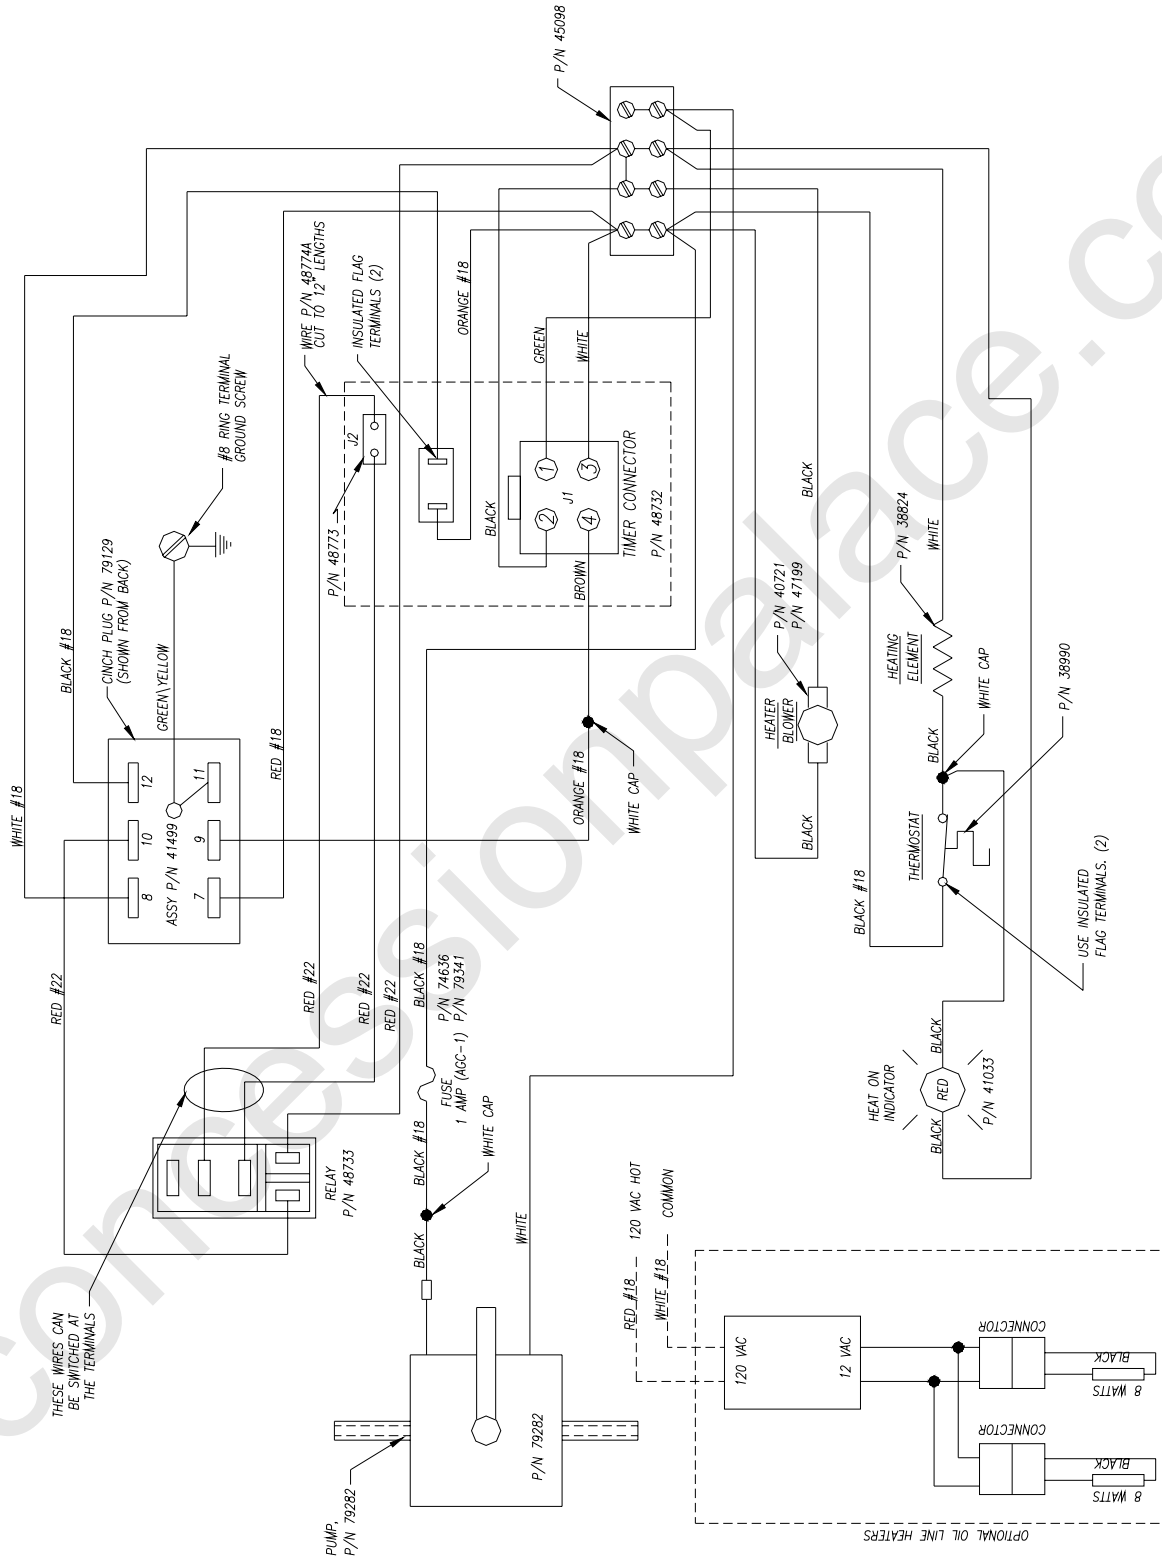 P/N 45098
WIRE P/N 48774A
CUT TO 12" LENGTHS
INSULATED FLAG
TERMINALS (2)
ORANGE #18
#8 RING TERMINAL
GROUND SCREW
GREEN
WHITE
J2
P/N 48773
BLACK
1
2
3
4
J1
TIMER CONNECTOR
P/N 48732
BROWN
BLACK #18
CINCH PLUG P/N 79129
(SHOWN FROM BACK)
GREEN\YELLOW
RED #18
WHITE #18
12
11
10
9
8
7
ASSY P/N 41499
ORANGE #18
WHITE CAP
BLACK
P/N 40721
P/N 47199
HEATER
BLOWER
BLACK
P/N 38824
WHITE
HEATING
ELEMENT
WHITE CAP
BLACK
P/N 38990
THERMOSTAT
BLACK #18
USE INSULATED
FLAG TERMINALS. (2)
RED #22
RED #22
RED #22
RED #22
BLACK #18
P/N 74636
P/N 79341
FUSE
1 AMP (AGC-1)
BLACK #18
WHITE CAP
BLACK
WHITE
RELAY
P/N 48733
THESE WIRES CAN
BE SWITCHED AT
THE TERMINALS
HEAT ON
INDICATOR
BLACK
RED
BLACK
P/N 41033
PUMP,
P/N 79282
P/N 79282
RED #18
120 VAC HOT
WHITE #18
COMMON
120 VAC
12 VAC
CONNECTOR
BLACK
8 WATTS
CONNECTOR
BLACK
8 WATTS
OPTIONAL OIL LINE HEATERS
concessionpalace.co